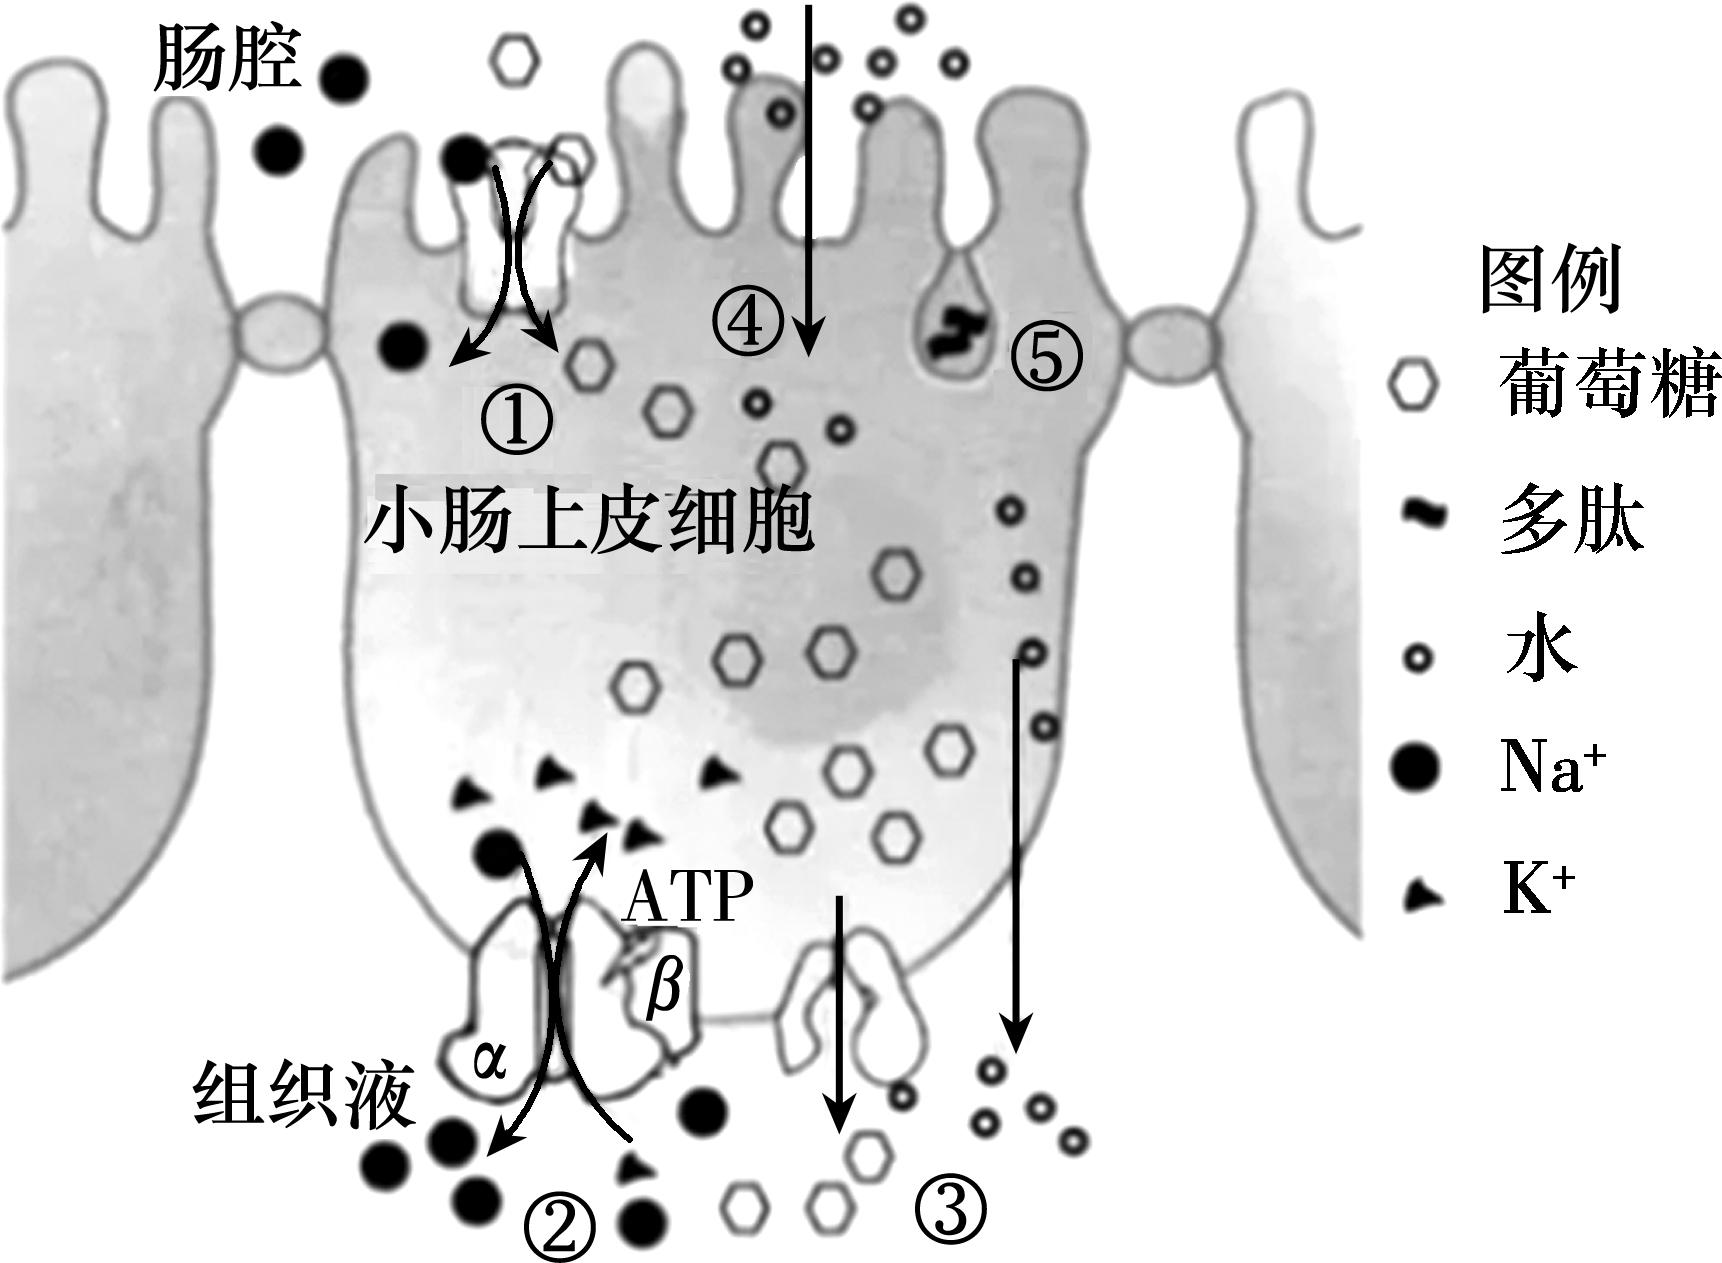 肠腔
①
④
⑤
小肠上皮细胞
ATP
β
α
组织液
②
③
图例
葡萄糖
多肽
水
Na⁺
K⁺